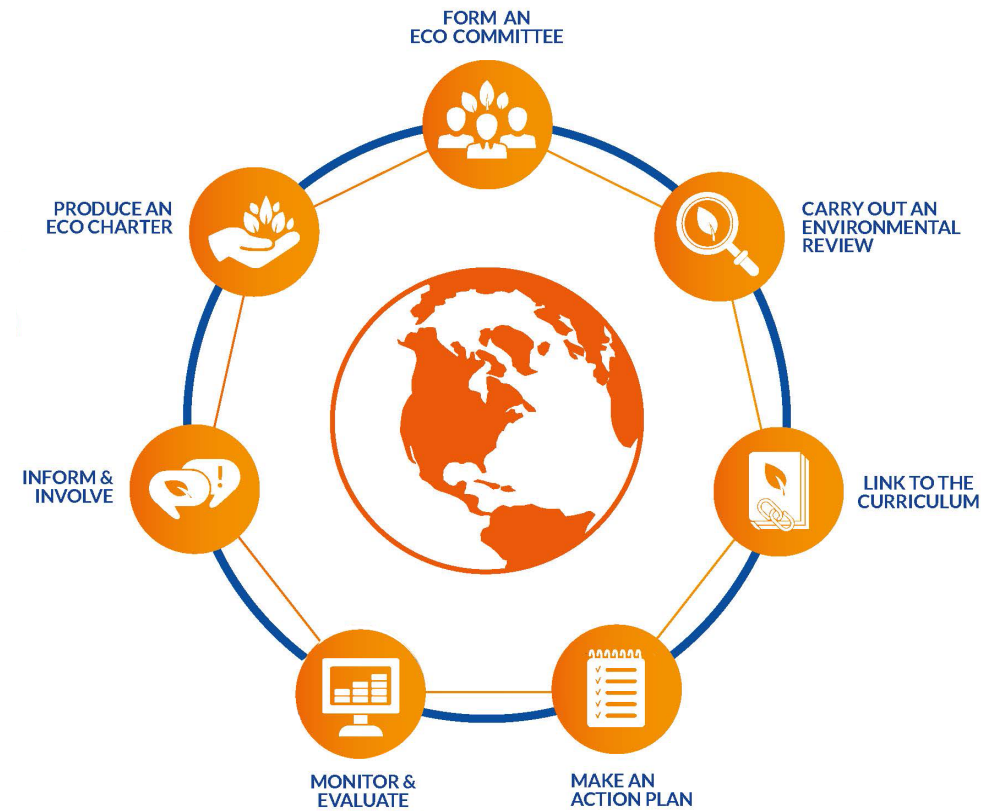 FORM AN
ECO COMMITTEE
CARRY OUT AN
ENVIRONMENTAL
REVIEW
LINK TO THE
CURRICULUM
MAKE AN
ACTION PLAN
MONITOR &
EVALUATE
INFORM &
INVOLVE
PRODUCE AN
ECO CHARTER